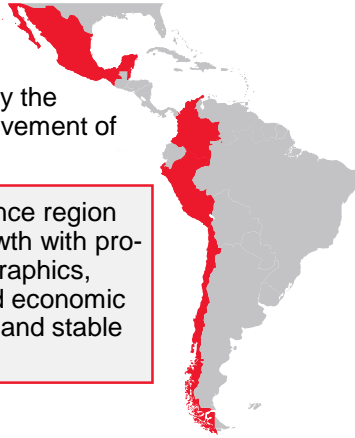 y the
vement of
nce region
wth with pro-
raphics,
d economic
and stable